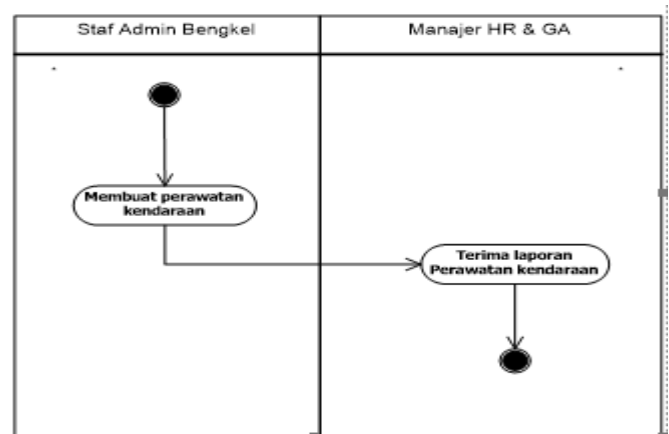 Staf Admin Bengkel
Manajer HR & GA
Membuat perawatan
kendaraan
Terima laporan
Perawatan kendaraan